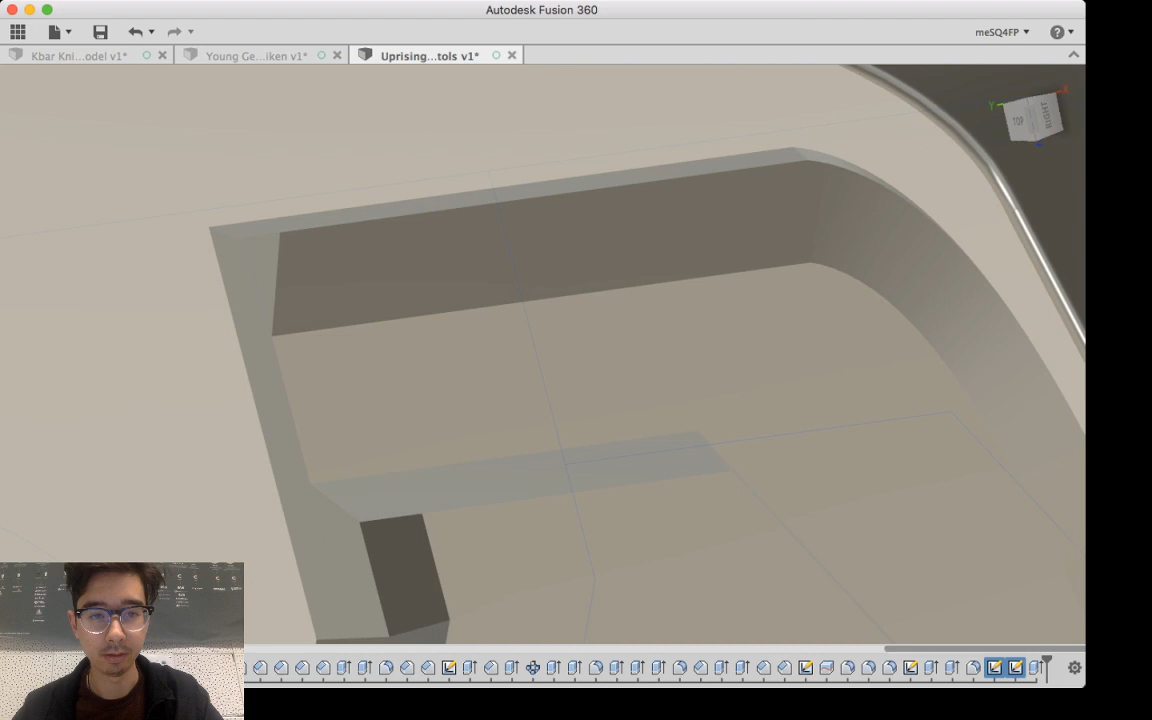 Autodesk Fusion 360
meSQ4FP
Kbar Kni...odel v1*
Young Ge...iken v1*
Uprising...tols v1*
Y
X
TOP
RIGHT